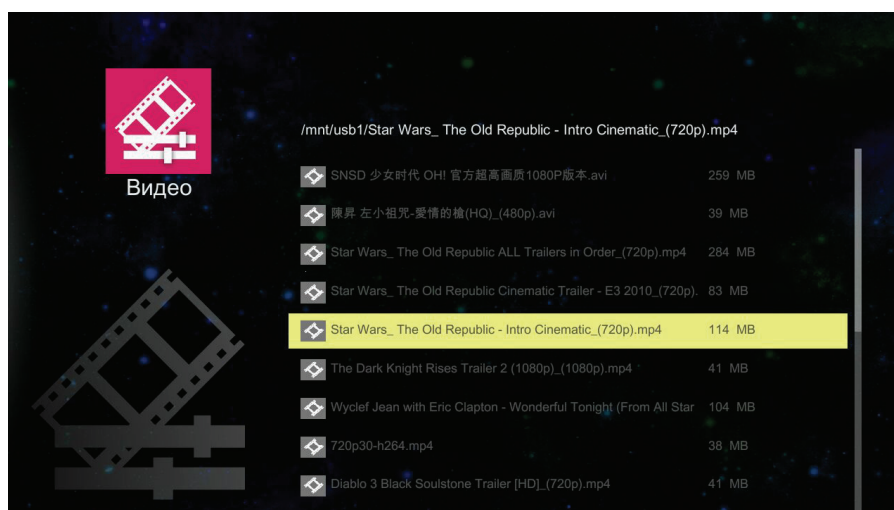 Видео
/mnt/usb1/Star Wars_ The Old Republic - Intro Cinematic_(720p).mp4
SNSD 少女时代 OH! 官方超高画质1080P版本.avi 259 MB
陳昇 左小祖咒-愛情的槍(HQ)_(480p).avi 39 MB
Star Wars_ The Old Republic ALL Trailers in Order_(720p).mp4 284 MB
Star Wars_ The Old Republic Cinematic Trailer - E3 2010_(720p). 83 MB
Star Wars_ The Old Republic - Intro Cinematic_(720p).mp4 114 MB
The Dark Knight Rises Trailer 2 (1080p)_(1080p).mp4 41 MB
Wyclef Jean with Eric Clapton - Wonderful Tonight (From All Star 104 MB
720p30-h264.mp4 38 MB
Diablo 3 Black Soulstone Trailer [HD]_(720p).mp4 41 MB